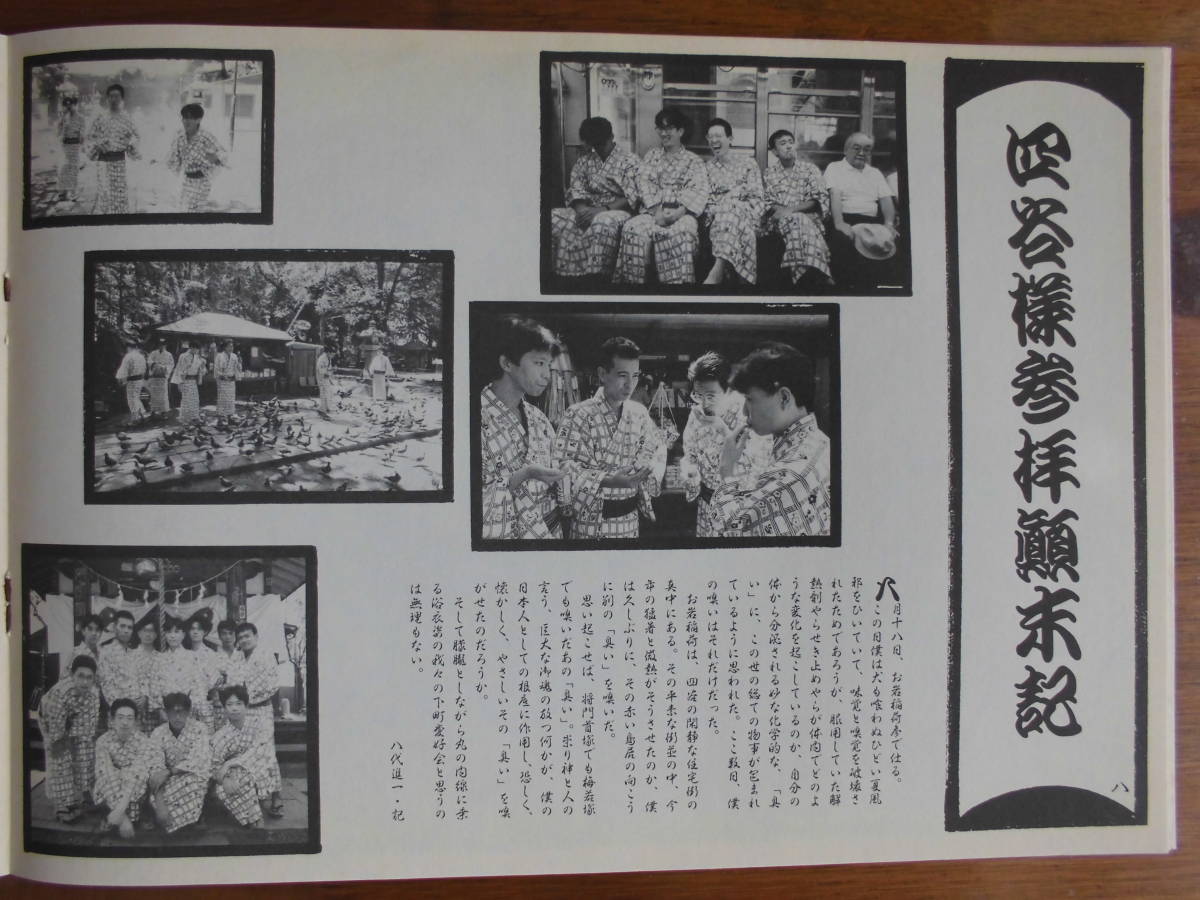 四谷様参拝顛末記
八
八月十八日、お岩稲荷参て仕る。
この日僕は犬も喰わぬひどい夏風
邪をひいていて、味覚と嗅覚を破壊さ
れたためであろうが、服用していた解
熱剤やらせき止めやらが体内でどのよ
うな変化を起こしているのか、自分の
体から分泌される妙な化学的な、「臭
い」に、この世の総ての物事が包まれ
ているように思われた。ここ数日、僕
の嗅いはそれだけだった。
お岩稲荷は、四谷の閑静な住宅街の
真中にある。その平末な街並の中、今
市の猛暑と微熱がそうさせたのか、僕
は久しぶりに、その赤い鳥居の向こう
に別の「臭い」を嗅いだ。
思い起こせば、将門首塚でも梅若塚
でも嗅いだあの「臭い」。祟り神と人の
言う、巨大な御魂の放つ何かが、僕の
日本人としての根底に作用し、恐しく、
懐かしく、やさしいその「臭い」を嗅
がせたのだろうか。
そして朦朧としながら丸の内線に乗
る浴衣姿の我々の下町愛好会と思うの
は無理もない。
八代進一・記